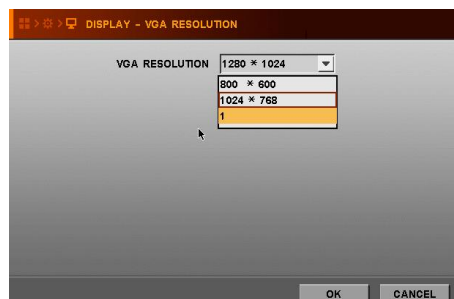 DISPLAY - VGA RESOLUTION
VGA RESOLUTION 1280 * 1024
800 * 600
1024 * 768
1
OK CANCEL